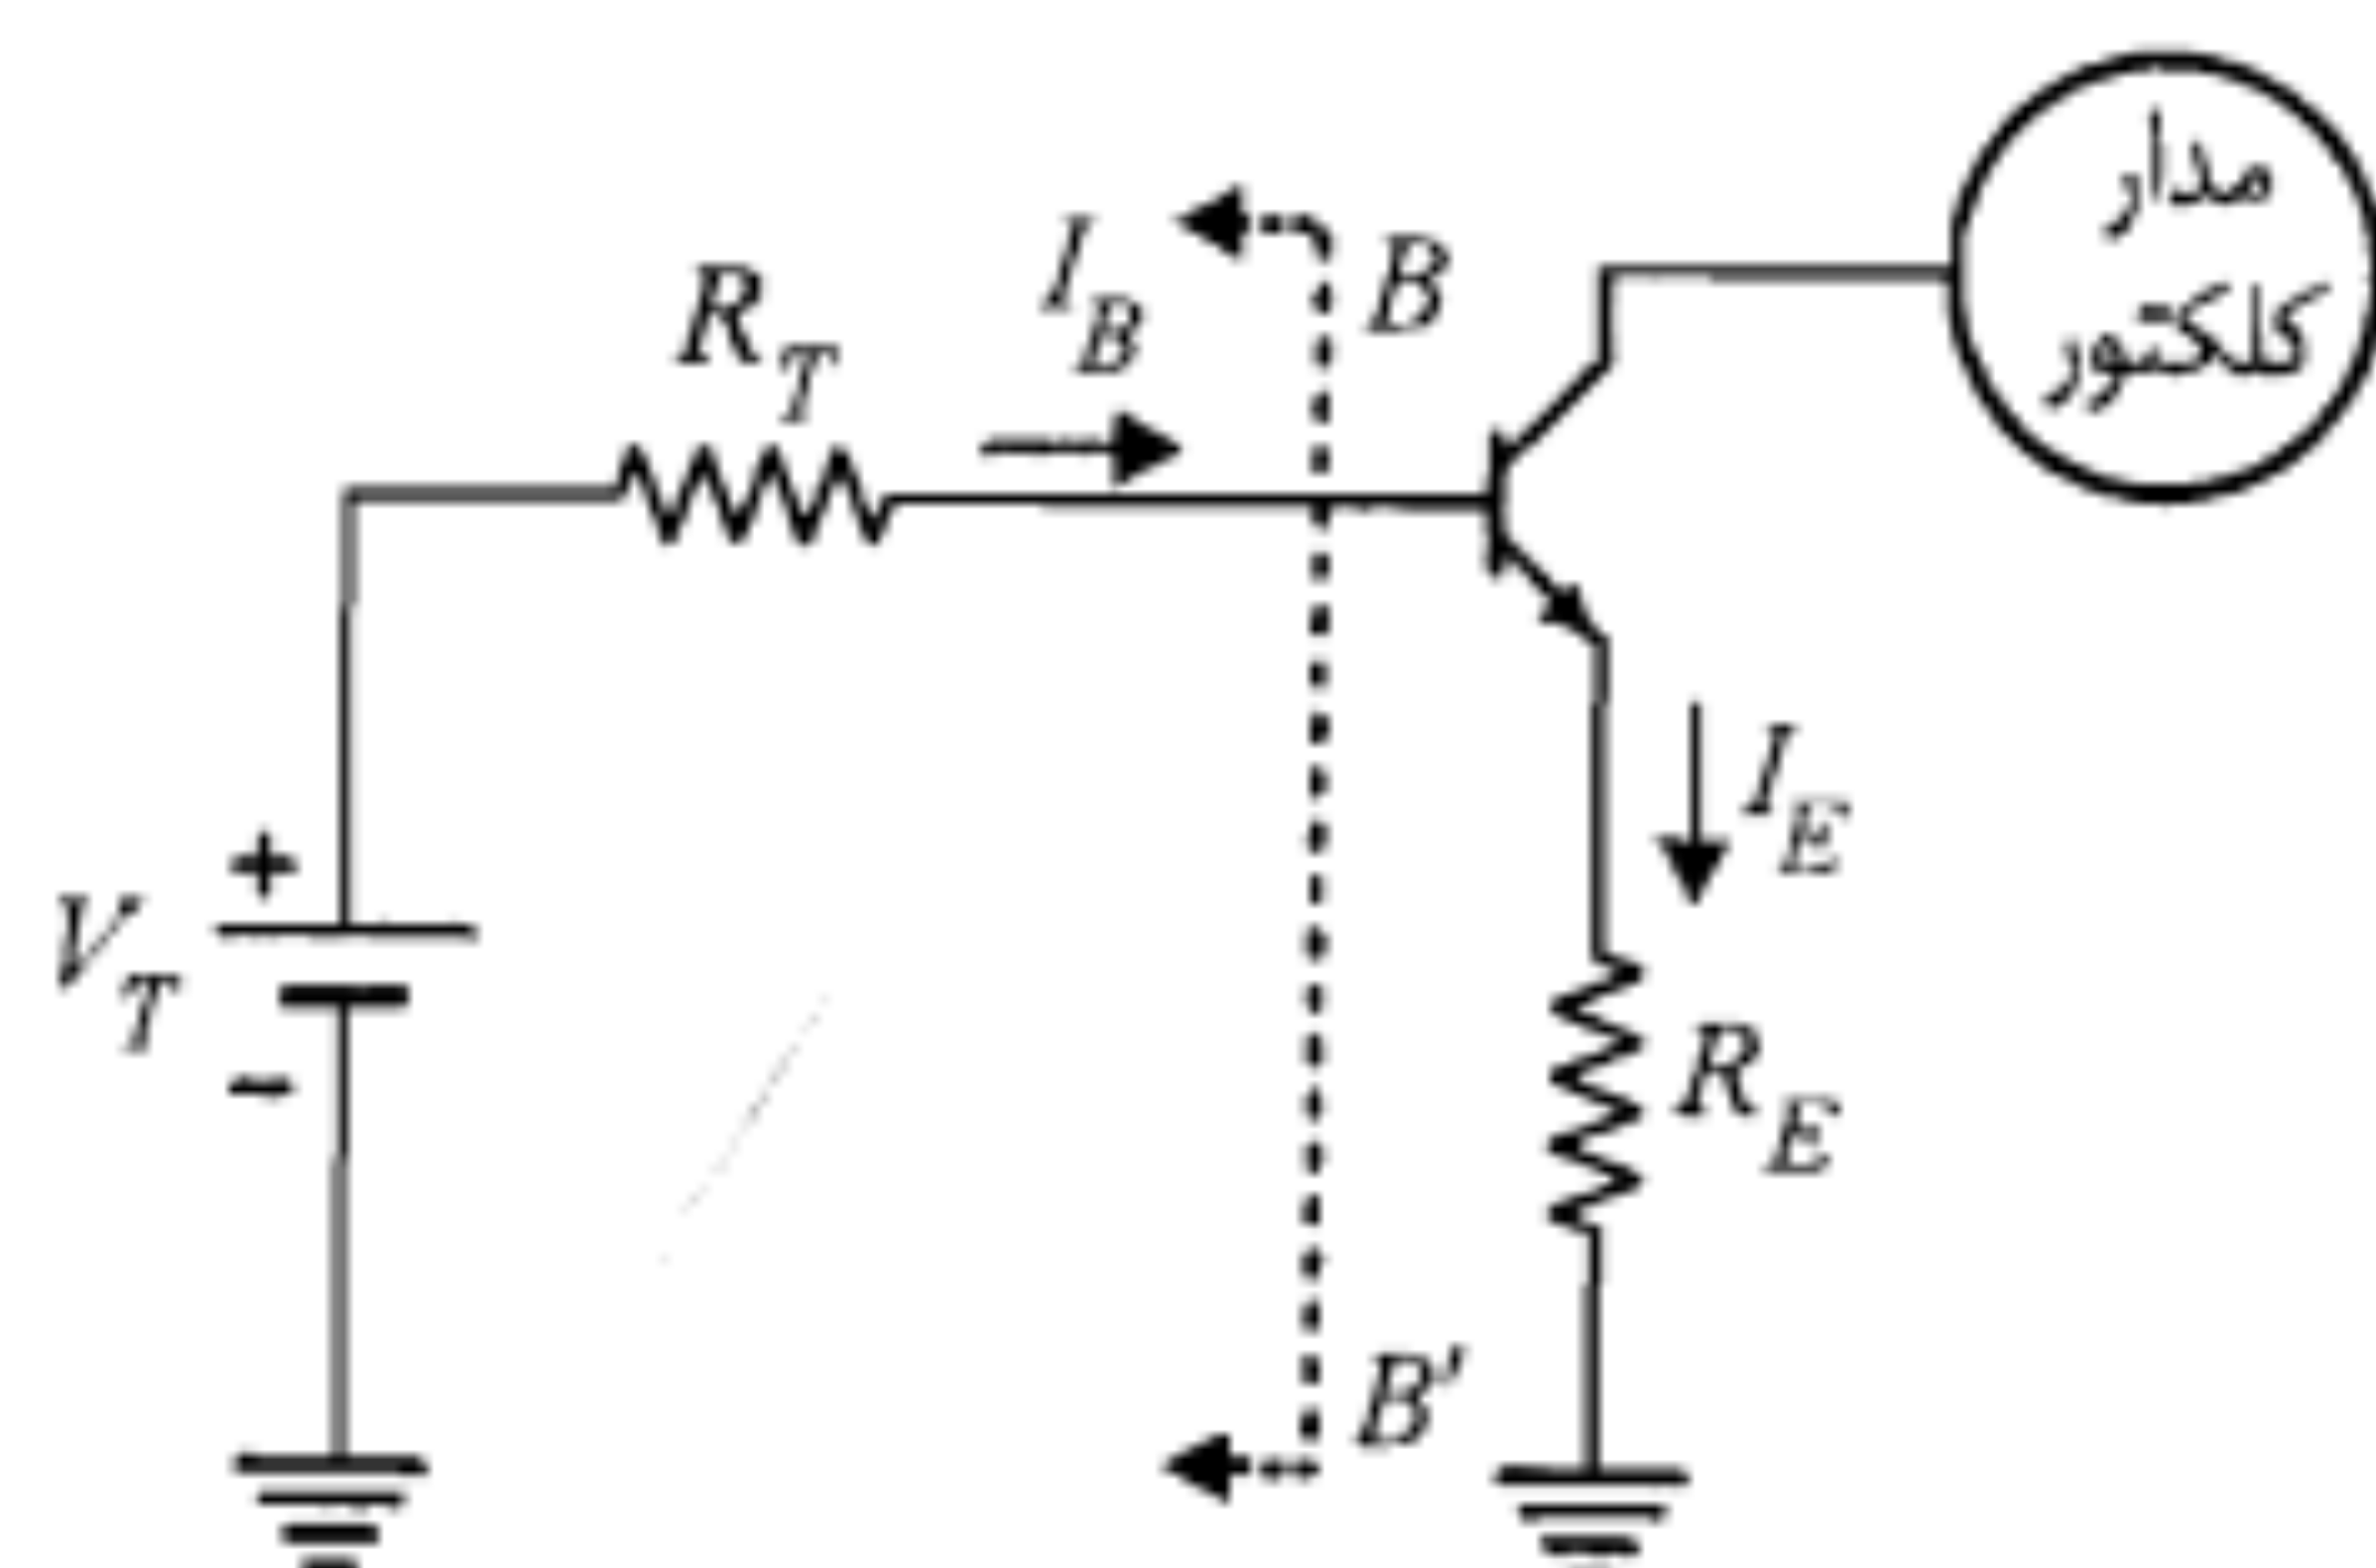 مدار
کلکتور
R_T
I_B
B
I_E
+
V_T
-
R_E
B'